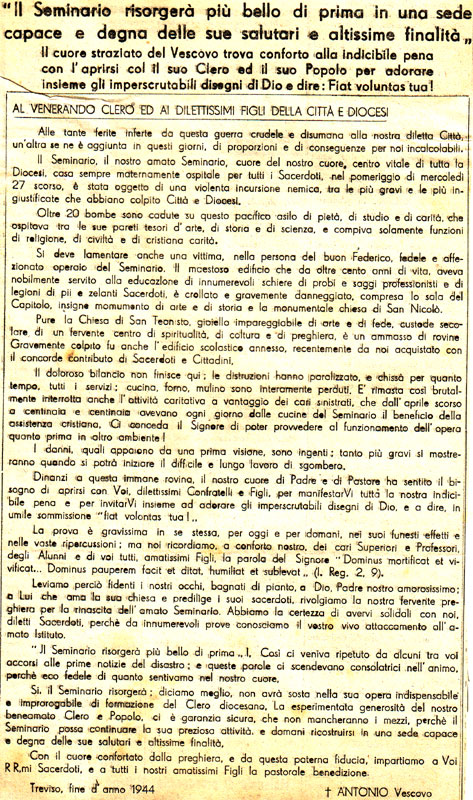 "Il Seminario risorgerà più bello di prima in una sede
capace e degna delle sue salutari e altissime finalità„
Il cuore straziato del Vescovo trova conforto alla indicibile pena
con l'aprirsi col Il suo Clero ed il suo Popolo per adorare
insieme gli imperscrutabili disegni di Dio e dire: Fiat voluntas tua!
AL VENERANDO CLERO ED AI DILETTISSIMI FIGLI DELLA CITTÀ E DIOCESI
Alle tante ferite inferte da questa guerra crudele e disumana alla nostra diletta Città,
un'altra se ne è aggiunta in questi giorni, di proporzioni e di conseguenze per noi incalcolabili.
Il Seminario, il nostro amato Seminario, cuore del nostro cuore, centro vitale di tutta la
Diocesi, casa sempre maternamente ospitale per tutti i Sacerdoti, nel pomeriggio di mercoledì
27 scorso, è stata oggetto di una violenta incursione nemica, tra le più gravi e le più in-
giustificate che abbiano colpito Città e Diocesi.
Oltre 20 bombe sono cadute su questo pacifico asilo di pietà, di studio e di carità, che
ospitava tra le sue pareti tesori d'arte, di storia e di scienza, e compiva solamente funzioni
di religione, di civiltà e di cristiana carità.
Si deve lamentare anche una vittima, nella persona del buon Federico, fedele e affe-
zionato operaio del Seminario. Il maestoso edificio che da oltre cento anni di vita, aveva
nobilmente servito alla educazione di innumerevoli schiere di probi e saggi professionisti e di
legioni di pii e zelanti Sacerdoti, è crollato e gravemente danneggiato, compresa lo sala del
Capitolo, insigne momumento di arte e di storia e la monumentale chiesa di San Nicolò.
Pure la Chiesa di San Teonisto, gioiello impareggiabile di arte e di fede, custode seco-
lare, di un fervente centro di spiritualità, di coltura e di preghiera, è un ammasso di rovine
Gravemente colpito fu anche l'edificio scolastico annesso, recentemente da noi acquistato con
il concorde contributo di Sacerdoti e Cittadini.
Il doloroso bilancio non finisce qui; le distruzioni hanno paralizzato, e chissà per quanto
tempo, tutti i servizi; cucina, forno, mulino sono interamente perduti. E' rimasta così brutal-
mente interrotta anche l'attività caritativa a vantaggio dei cari sinistrati, che dall'aprile scorso
a centinaia e centinaia avevano ogni giorno dalle cucine del Seminario il beneficio della
assistenza cristiana. Ci conceda il Signore di poter provvedere al funzionamento dell'opera
quanto prima in altro ambiente!
I danni, quali appaiono da una prima visione, sono ingenti; tanto più gravi si mostre-
ranno quando si potrà iniziare il difficile e lungo lavoro di sgombero.
Dinanzi a questa immane rovina, il nostro cuore di Padre e di Pastore ha sentito il bi-
sogno di aprirsi con Voi, dilettissimi Confratelli e Figli, per manifestarVi tutta la nostra indici-
bile pena e per invitarVi insieme ad adorare gli imperscrutabili disegni di Dio, e a dire, in
umile sommissione "fiat voluntas tua!„
La prova è gravissima in se stessa, per oggi e per domani, nei suoi funesti effetti e
nelle vaste ripercussioni; ma noi ricordiamo, a conforto nostro, dei cari Superiori e Professori,
degli Alunni e di voi tutti, amatissimi Figli, la parola del Signore "Dominus mortificat et vi-
vificat... Dominus pauperem facit et ditat, humiliat et sublevat„ (I. Reg. 2. 9).
Leviamo perciò fidenti i nostri occhi, bagnati di pianto, a Dio, Padre nostro amorosissimo;
a Lui che ama la sua chiesa e predilige i suoi sacerdoti, rivolgiamo la nostra fervente pre-
ghiera per la rinascita dell'amato Seminario. Abbiamo la certezza di avervi solidali con noi,
diletti Sacerdoti, perchè da innumerevoli prove conosciamo il vostro vivo attaccamento all'a-
mato Istituto.
"Il Seminario risorgerà più bello di prima„!. Così ci veniva ripetuto da alcuni tra voi
accorsi alle prime notizie del disastro; e queste parole ci scendevano consolatrici nell'animo,
perchè eco fedele di quanto sentivamo nel nostro cuore.
Si, il Seminario risorgerà; diciamo meglio, non avrà sosta nella sua opera indispensabile
e improrogabile di formazione del Clero diocesano. La esperimentata generosità del nostro
beneamato Clero e Popolo, ci è garanzia sicura, che non mancheranno i mezzi, perchè il
Seminario possa continuare la sua preziosa attività, e domani ricostruirsi in una sede capace
e degna delle sue salutari e altissime finalità.
Con il cuore confortato dalla preghiera, e da questa paterna fiducia, impartiamo a Voi
RR.mi Sacerdoti, e a tutti i nostri amatissimi Figli la pastorale benedizione.
Treviso, fine d'anno 1944
† ANTONIO Vescovo